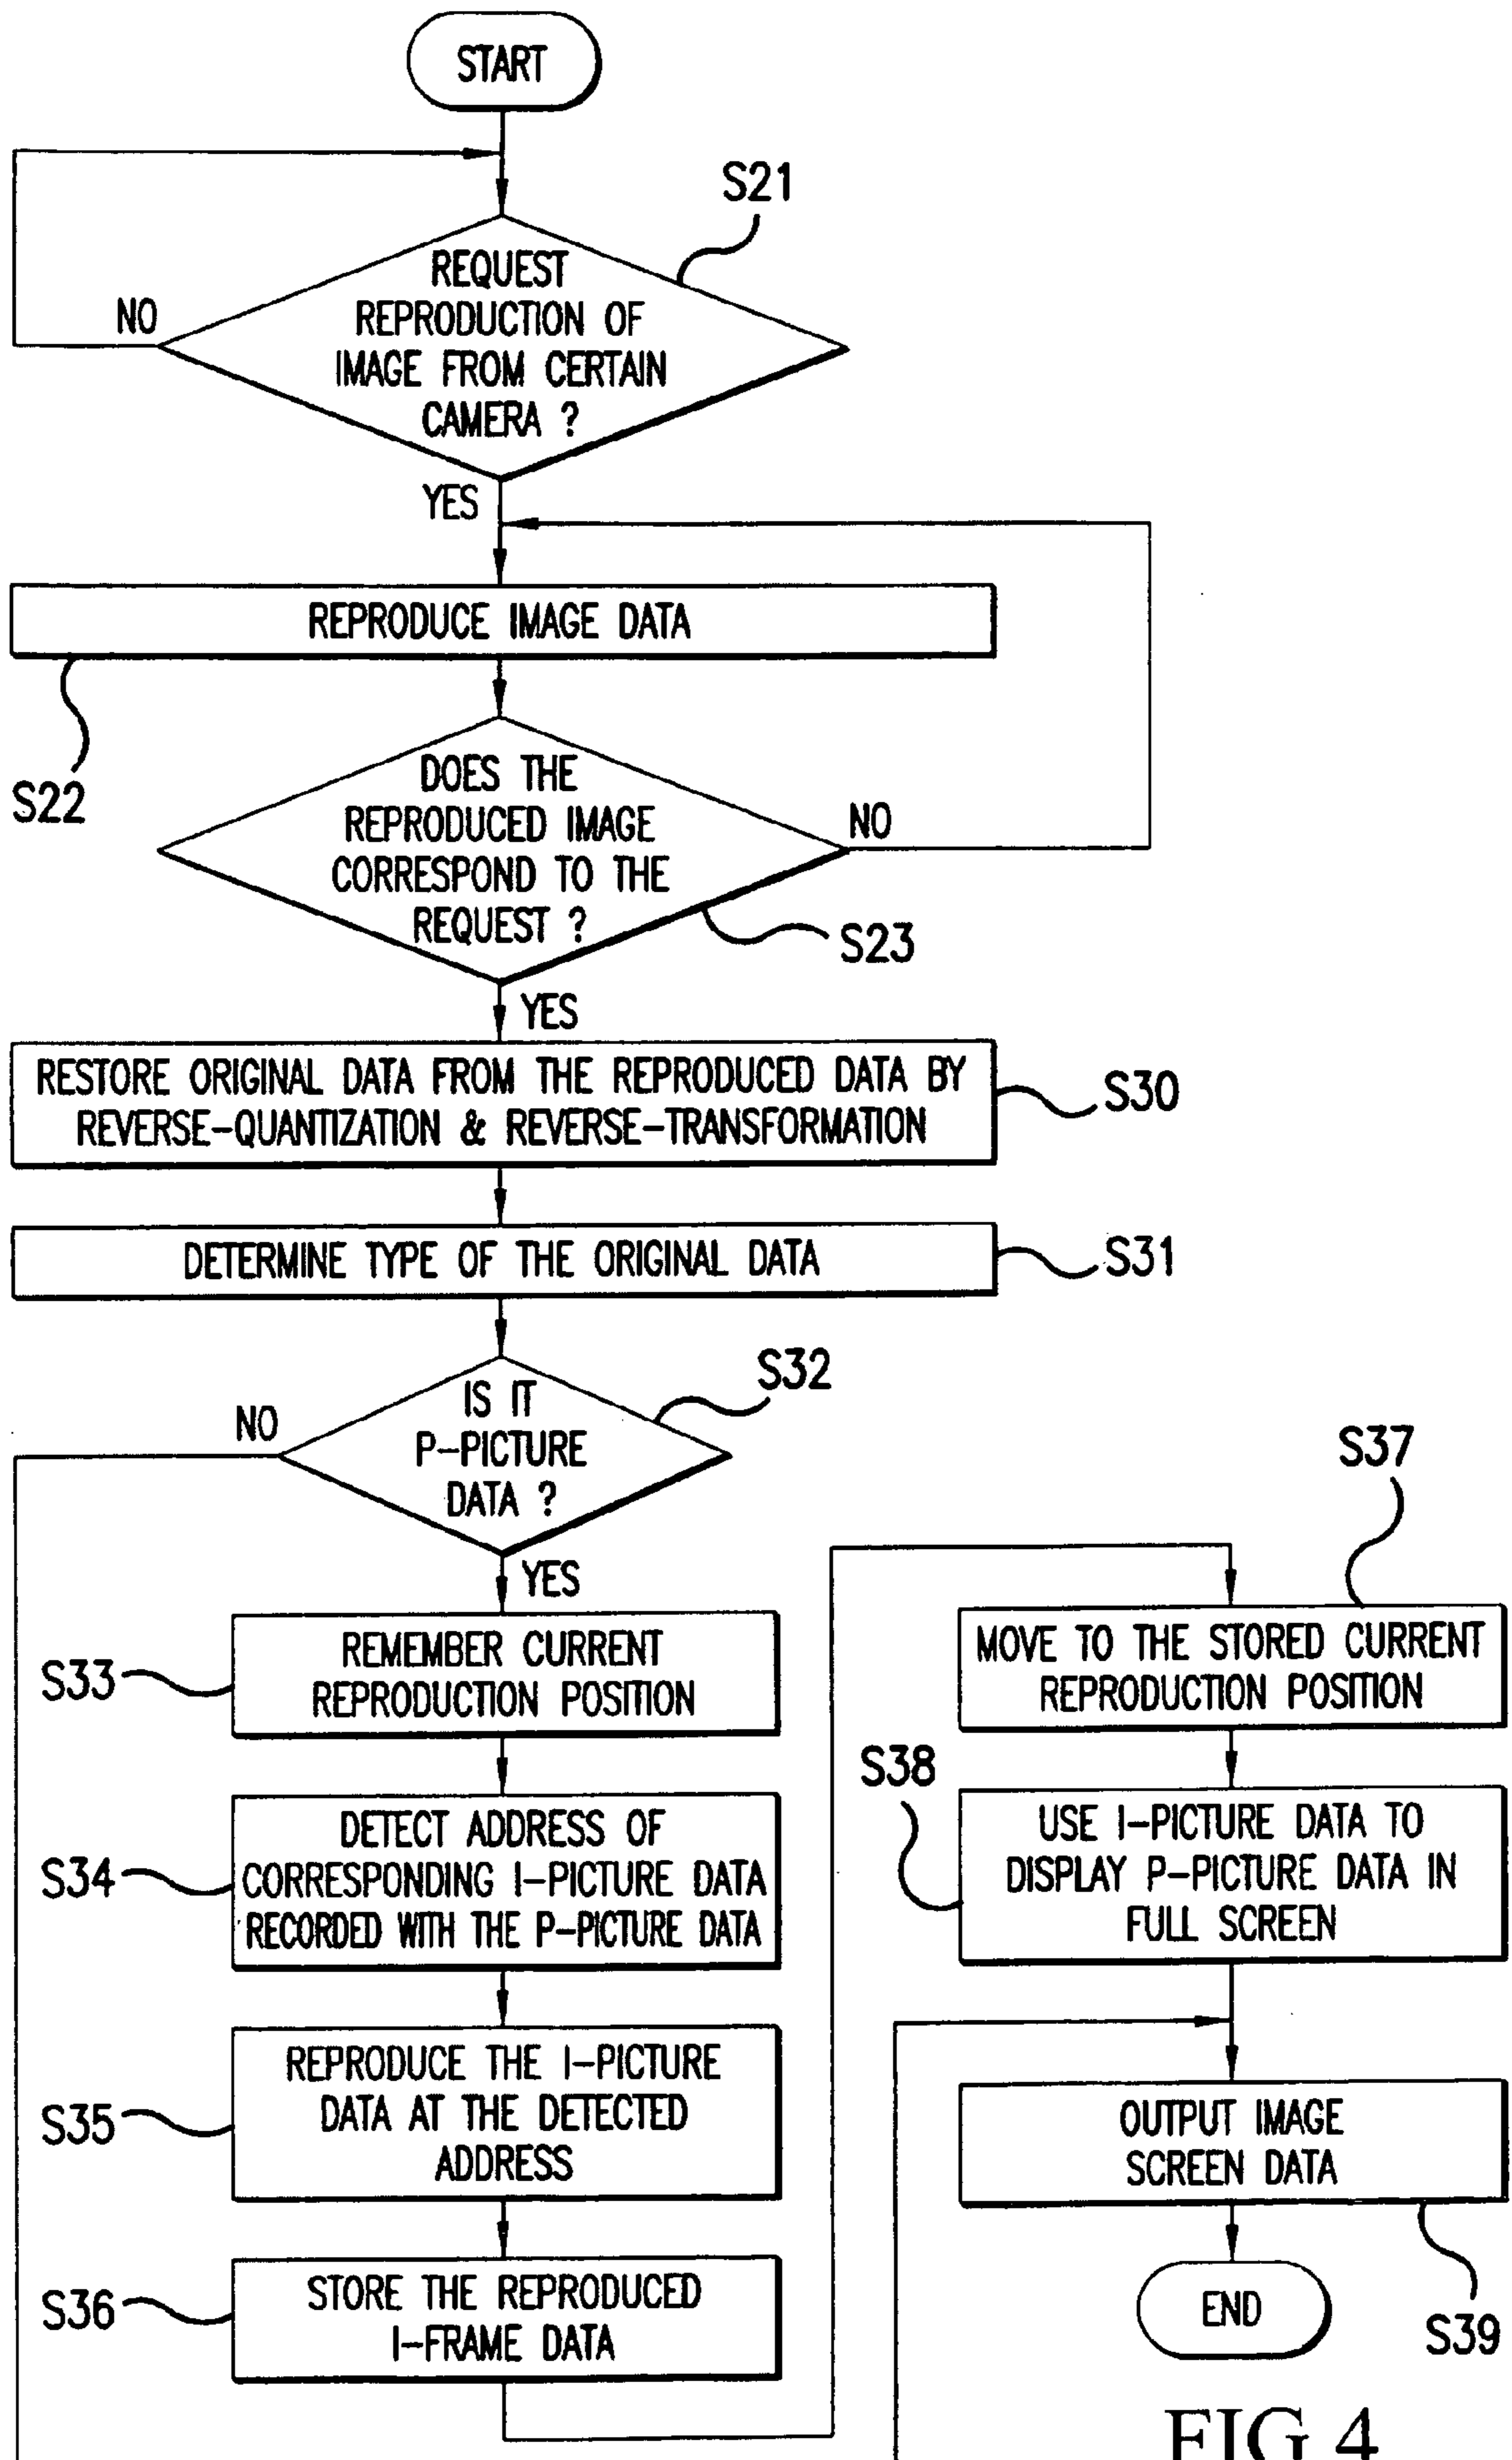 START
S21
REQUEST
REPRODUCTION OF
IMAGE FROM CERTAIN
CAMERA ?
NO
YES
REPRODUCE IMAGE DATA
S22
DOES THE
REPRODUCED IMAGE
CORRESPOND TO THE
REQUEST ?
NO
S23
YES
RESTORE ORIGINAL DATA FROM THE REPRODUCED DATA BY
REVERSE-QUANTIZATION & REVERSE-TRANSFORMATION
S30
DETERMINE TYPE OF THE ORIGINAL DATA
S31
S32
IS IT
P-PICTURE
DATA ?
NO
YES
REMEMBER CURRENT
REPRODUCTION POSITION
S33
DETECT ADDRESS OF
CORRESPONDING I-PICTURE DATA
RECORDED WITH THE P-PICTURE DATA
S34
REPRODUCE THE I-PICTURE
DATA AT THE DETECTED
ADDRESS
S35
STORE THE REPRODUCED
I-FRAME DATA
S36
S37
MOVE TO THE STORED CURRENT
REPRODUCTION POSITION
S38
USE I-PICTURE DATA TO
DISPLAY P-PICTURE DATA IN
FULL SCREEN
OUTPUT IMAGE
SCREEN DATA
S39
END
FIG.4